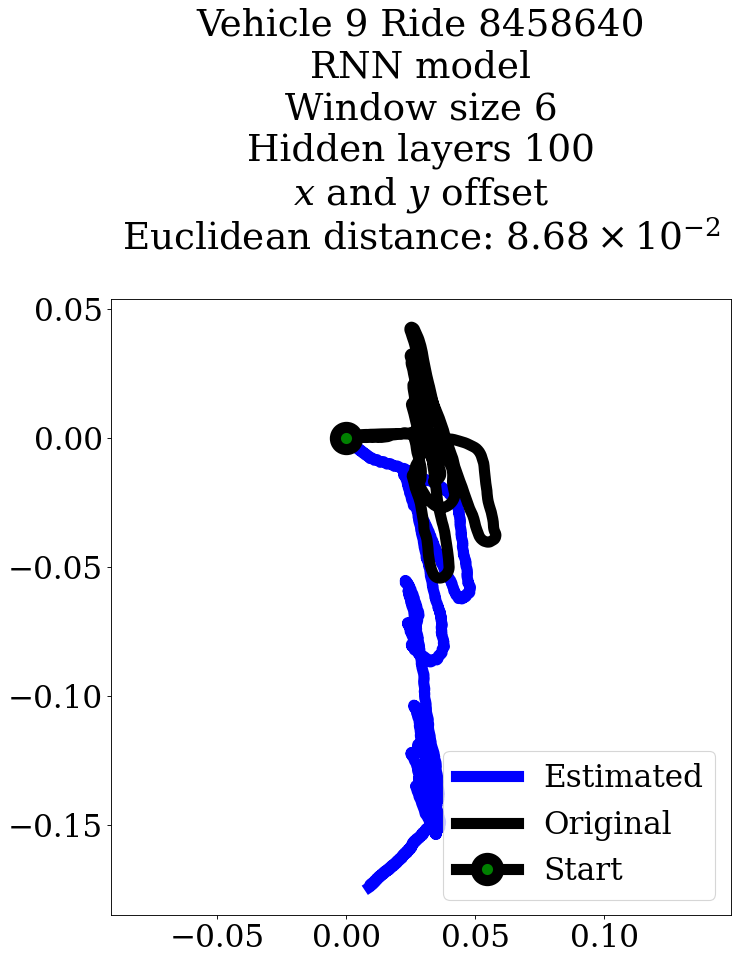 Vehicle 9 Ride 8458640
RNN model
Window size 6
Hidden layers 100
x and y offset
Euclidean distance: 8.68 × 10⁻²
0.05
0.00
−0.05
−0.10
−0.15
Estimated
Original
Start
−0.05 0.00 0.05 0.10